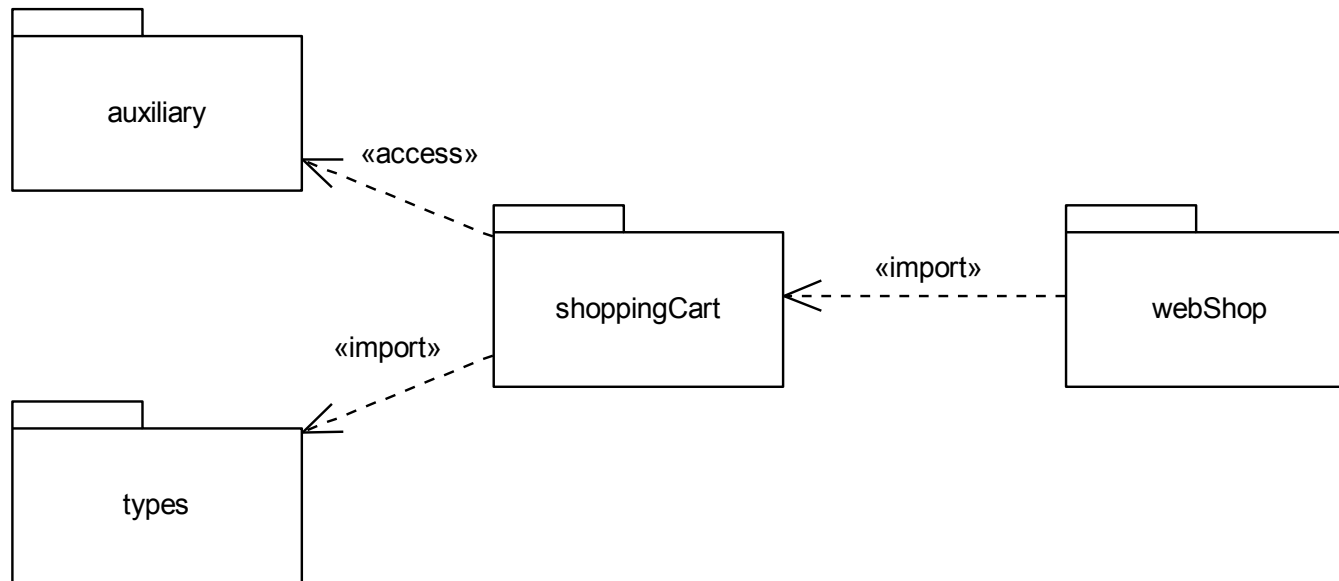 auxiliary
«access»
shoppingCart
«import»
webShop
«import»
types